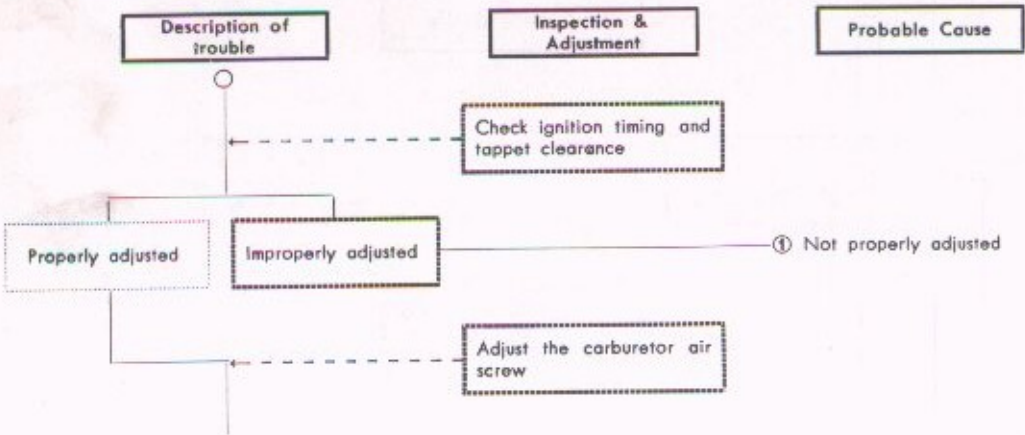 Description of
trouble
Inspection &
Adjustment
Probable Cause
Check ignition timing and
tappet clearance
Properly adjusted
Improperly adjusted
① Not properly adjusted
Adjust the carburetor air
screw